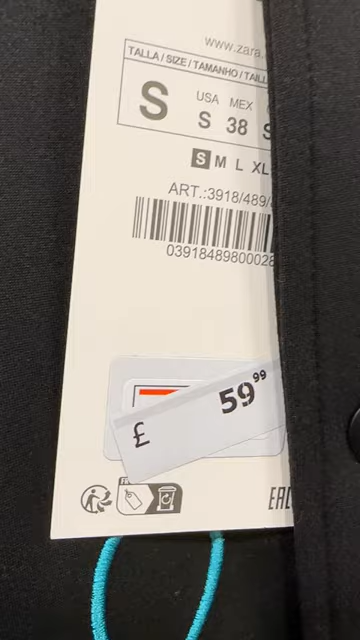 www.zara.
TALLA / SIZE / TAMANHO / TAILL
S
USA MEX
S 38 S
S M L XL
ART.:3918/489/
03918489800028
£ 59 99
EAC